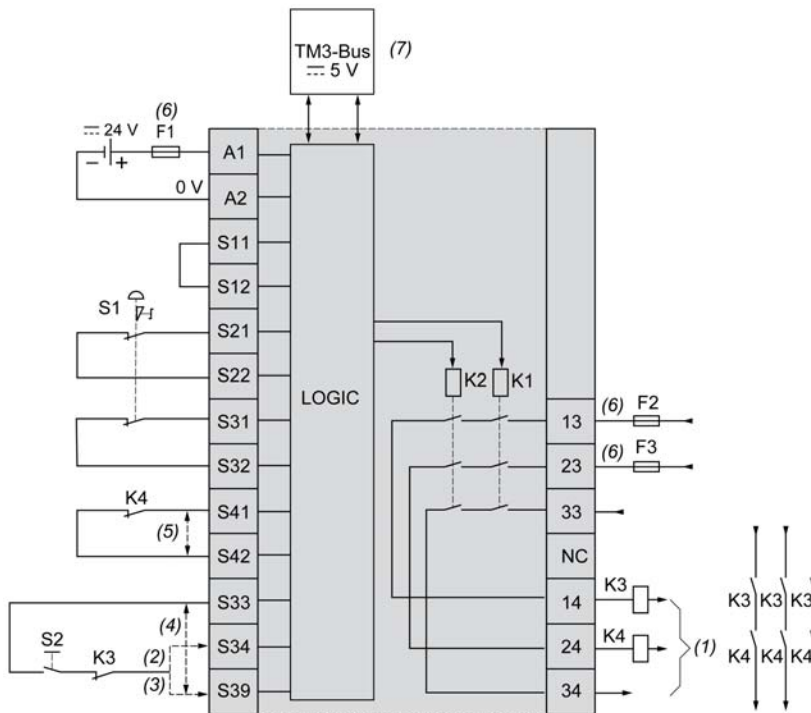 TM3-Bus
5 V
(7)
(6)
24 V
F1
− +
0 V
A1
A2
S11
S12
S1
S21
S22
S31
S32
K4
S41
(5)
S42
S33
(4)
S2
K3
(2)
S34
(3)
S39
LOGIC
K2
K1
13
(6)
F2
23
(6)
F3
33
NC
14
K3
24
K4
34
(1)
K3 K3 K3
K4 K4 K4